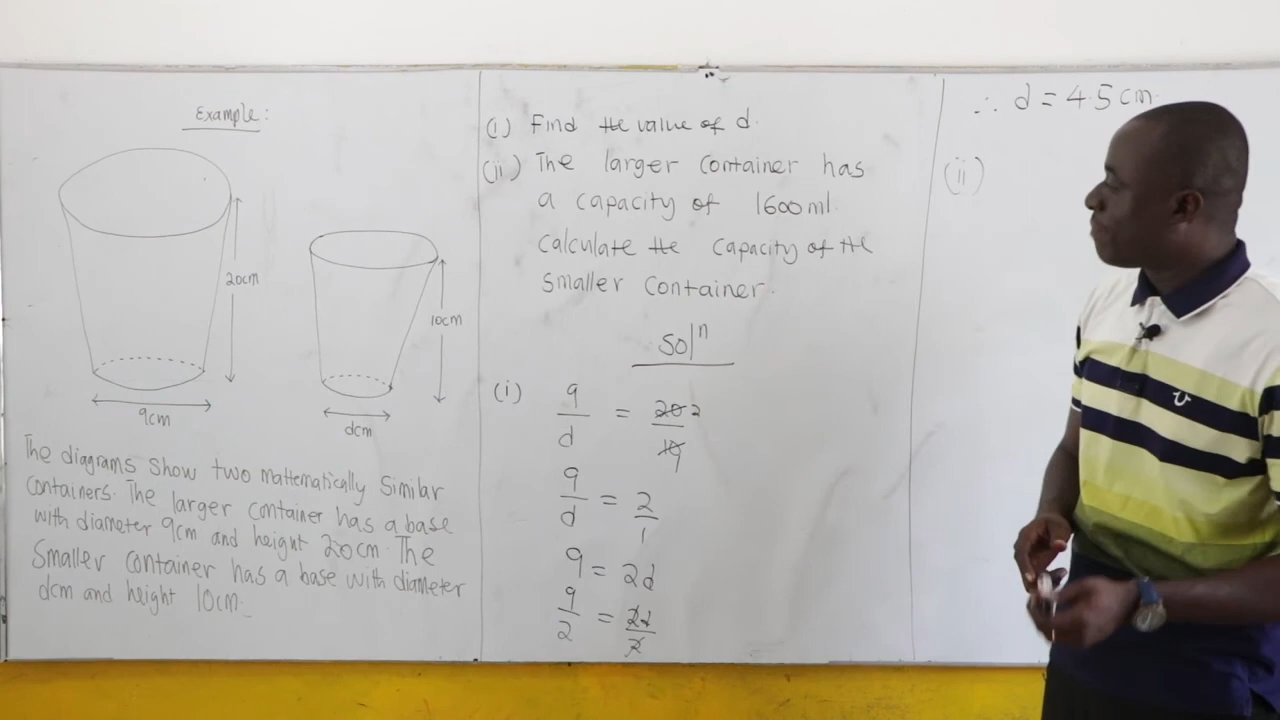 Example:
20cm
10cm
9cm
dcm
The diagrams show two mathematically similar
containers. The larger container has a base
with diameter 9cm and height 20cm. The
Smaller container has a base with diameter
dcm and height 10cm.
(i) Find the value of d.
(ii) The larger container has
a capacity of 1600ml.
calculate the capacity of the
smaller container.
Solⁿ
(i) 9/d = 20/10 2/1
9/d = 2/1
9 = 2d
9/2 = 2d/2
∴ d = 4.5cm.
(ii)